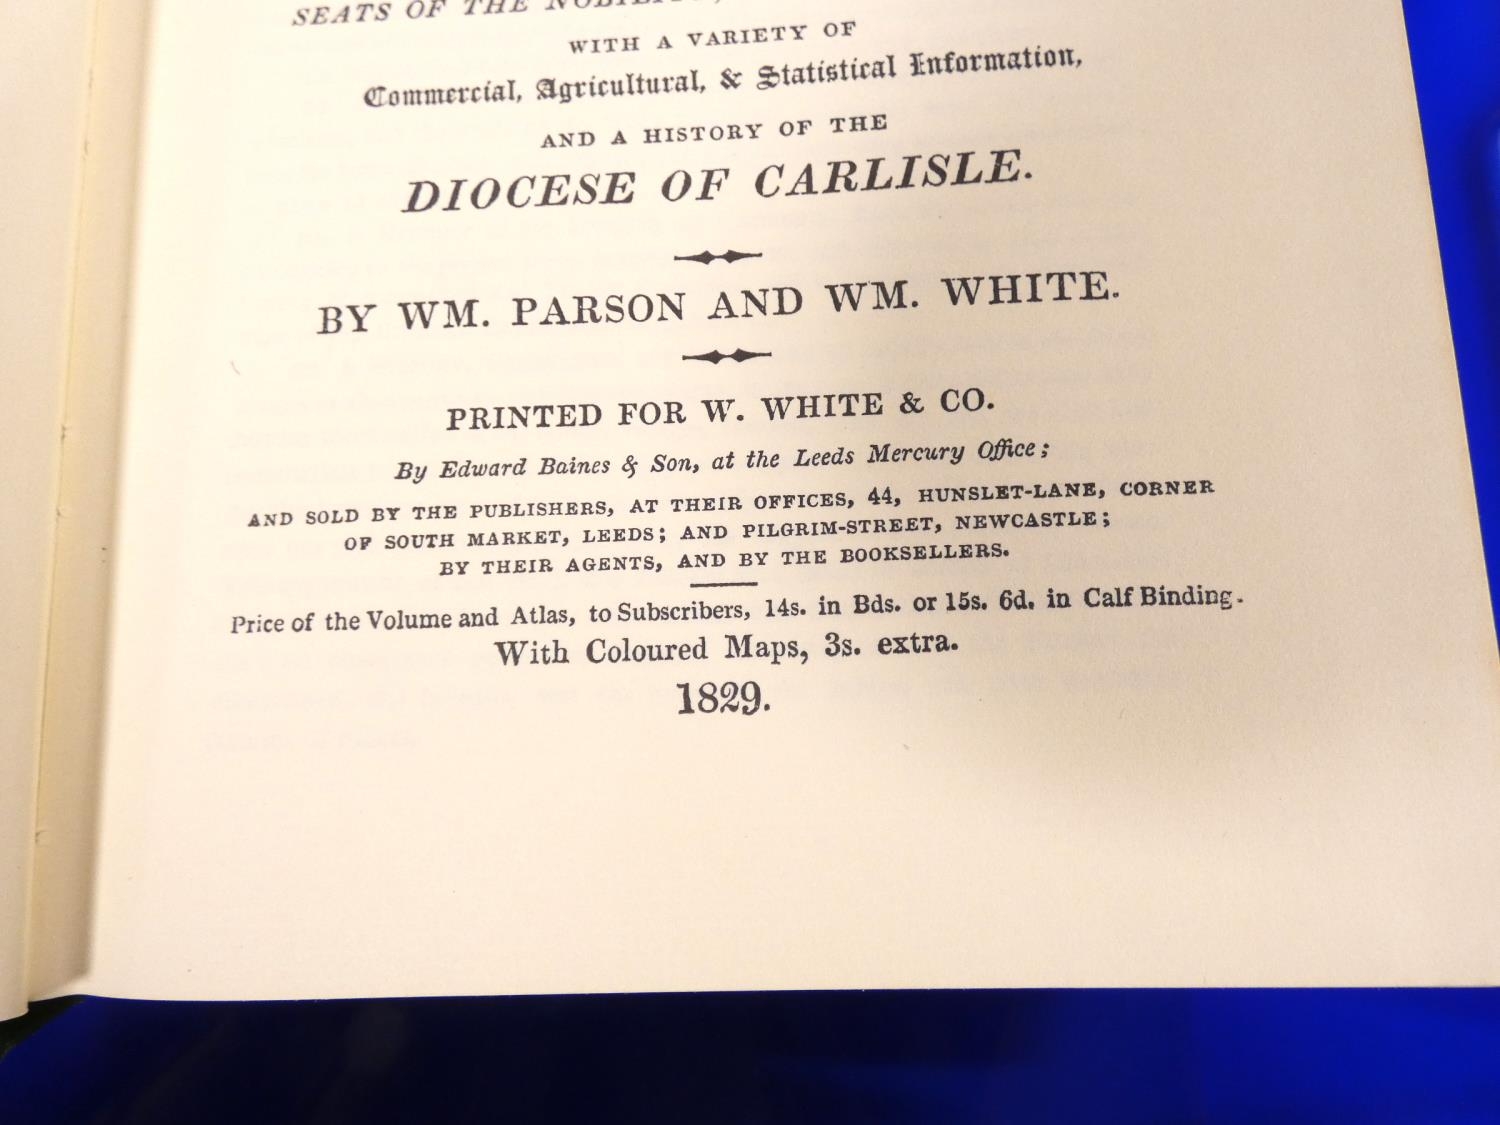 SEATS OF THE
WITH A VARIETY OF
Commercial, Agricultural, & Statistical Information,
AND A HISTORY OF THE
DIOCESE OF CARLISLE.
BY WM. PARSON AND WM. WHITE.
PRINTED FOR W. WHITE & CO.
By Edward Baines & Son, at the Leeds Mercury Office;
AND SOLD BY THE PUBLISHERS, AT THEIR OFFICES, 44, HUNSLET-LANE, CORNER
OF SOUTH MARKET, LEEDS; AND PILGRIM-STREET, NEWCASTLE;
BY THEIR AGENTS, AND BY THE BOOKSELLERS.
Price of the Volume and Atlas, to Subscribers, 14s. in Bds. or 15s. 6d. in Calf Binding.
With Coloured Maps, 3s. extra.
1829.